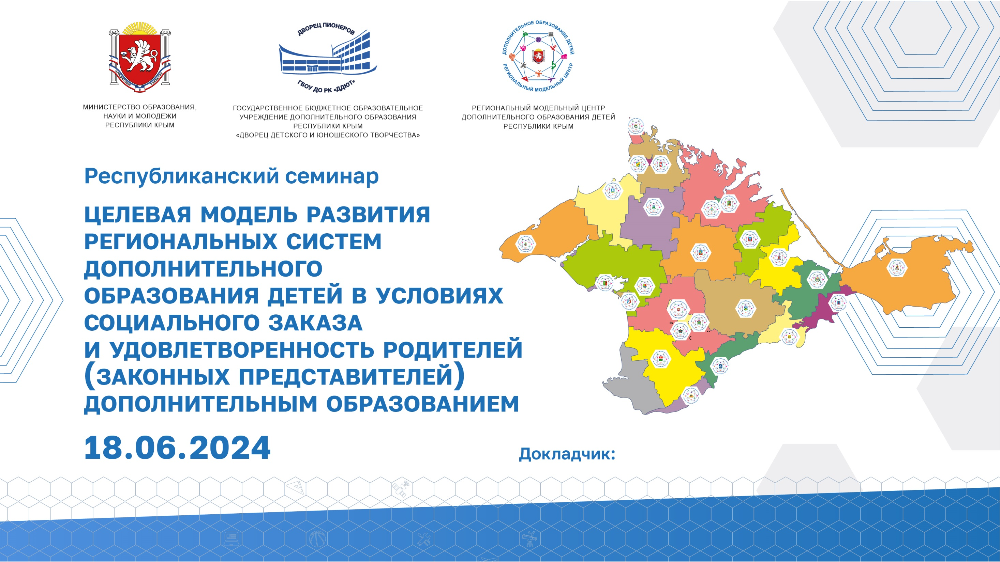 ДВОРЕЦ ПИОНЕРОВ
ГБОУ ДО РК «ДДЮТ»
ДОПОЛНИТЕЛЬНОЕ ОБРАЗОВАНИЕ ДЕТЕЙ
РЕГИОНАЛЬНЫЙ МОДЕЛЬНЫЙ ЦЕНТР
ПРОЦВЕТАНИЕ В ЕДИНСТВЕ
МИНИСТЕРСТВО ОБРАЗОВАНИЯ,
НАУКИ И МОЛОДЕЖИ
РЕСПУБЛИКИ КРЫМ
ГОСУДАРСТВЕННОЕ БЮДЖЕТНОЕ ОБРАЗОВАТЕЛЬНОЕ
УЧРЕЖДЕНИЕ ДОПОЛНИТЕЛЬНОГО ОБРАЗОВАНИЯ
РЕСПУБЛИКИ КРЫМ
«ДВОРЕЦ ДЕТСКОГО И ЮНОШЕСКОГО ТВОРЧЕСТВА»
РЕГИОНАЛЬНЫЙ МОДЕЛЬНЫЙ ЦЕНТР
ДОПОЛНИТЕЛЬНОГО ОБРАЗОВАНИЯ ДЕТЕЙ
РЕСПУБЛИКИ КРЫМ
Республиканский семинар
ЦЕЛЕВАЯ МОДЕЛЬ РАЗВИТИЯ
РЕГИОНАЛЬНЫХ СИСТЕМ
ДОПОЛНИТЕЛЬНОГО
ОБРАЗОВАНИЯ ДЕТЕЙ В УСЛОВИЯХ
СОЦИАЛЬНОГО ЗАКАЗА
И УДОВЛЕТВОРЕННОСТЬ РОДИТЕЛЕЙ
(ЗАКОННЫХ ПРЕДСТАВИТЕЛЕЙ)
ДОПОЛНИТЕЛЬНЫМ ОБРАЗОВАНИЕМ
18.06.2024
Докладчик: